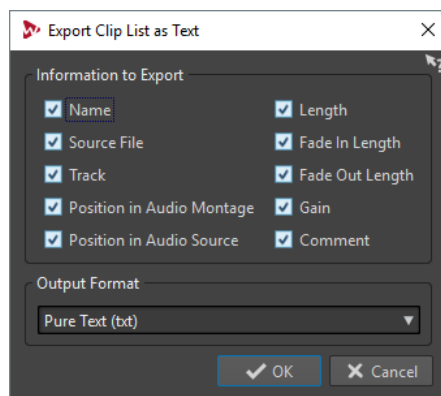 Export Clip List as Text
Information to Export
Name
Length
Source File
Fade In Length
Track
Fade Out Length
Position in Audio Montage
Gain
Position in Audio Source
Comment
Output Format
Pure Text (txt)
OK
Cancel